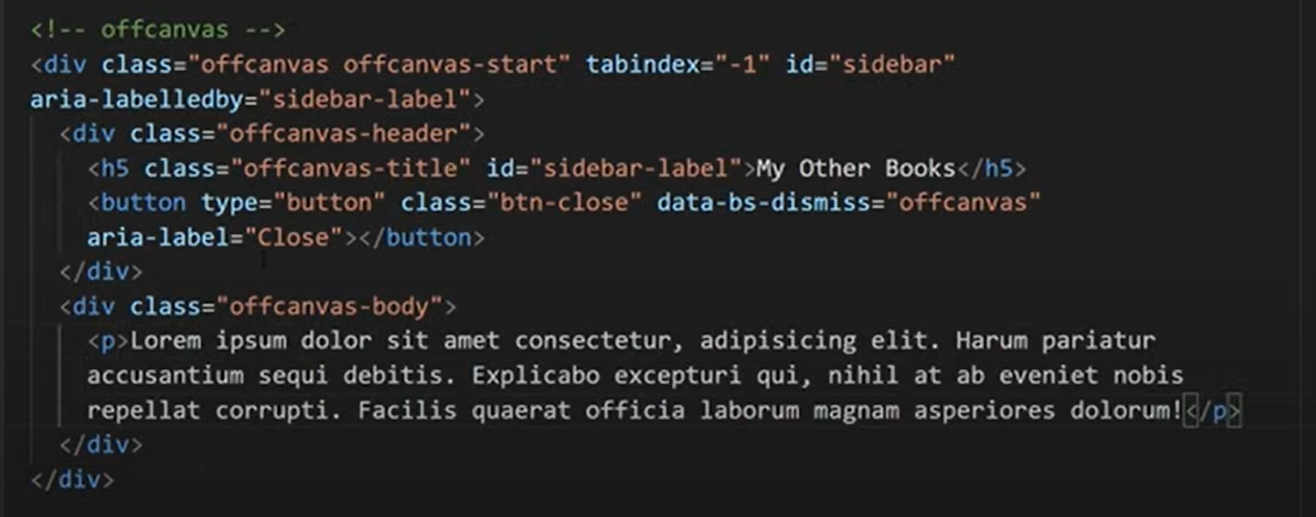 <!-- offcanvas -->
<div class="offcanvas offcanvas-start" tabindex="-1" id="sidebar"
aria-labelledby="sidebar-label">
<div class="offcanvas-header">
<h5 class="offcanvas-title" id="sidebar-label">My Other Books</h5>
<button type="button" class="btn-close" data-bs-dismiss="offcanvas"
aria-label="Close"></button>
</div>
<div class="offcanvas-body">
<p>Lorem ipsum dolor sit amet consectetur, adipisicing elit. Harum pariatur
accusantium sequi debitis. Explicabo excepturi qui, nihil at ab eveniet nobis
repellat corrupti. Facilis quaerat officia laborum magnam asperiores dolorum!</p>
</div>
</div>